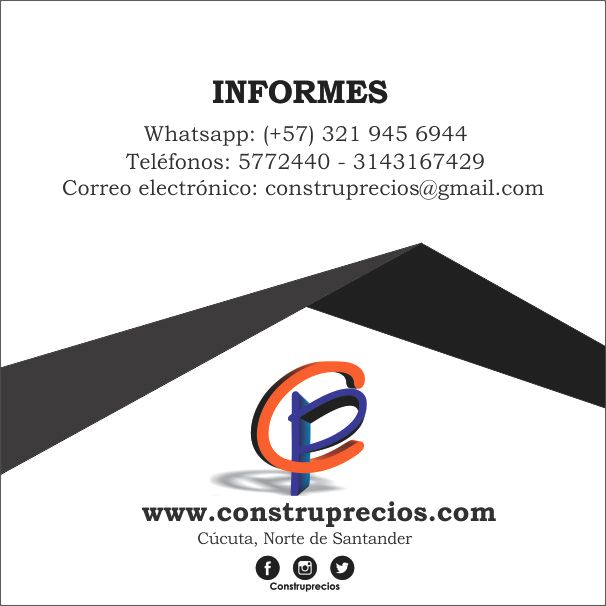 INFORMES
Whatsapp: (+57) 321 945 6944
Teléfonos: 5772440 - 3143167429
Correo electrónico: construprecios@gmail.com
CP
www.construprecios.com
Cúcuta, Norte de Santander
Construprecios